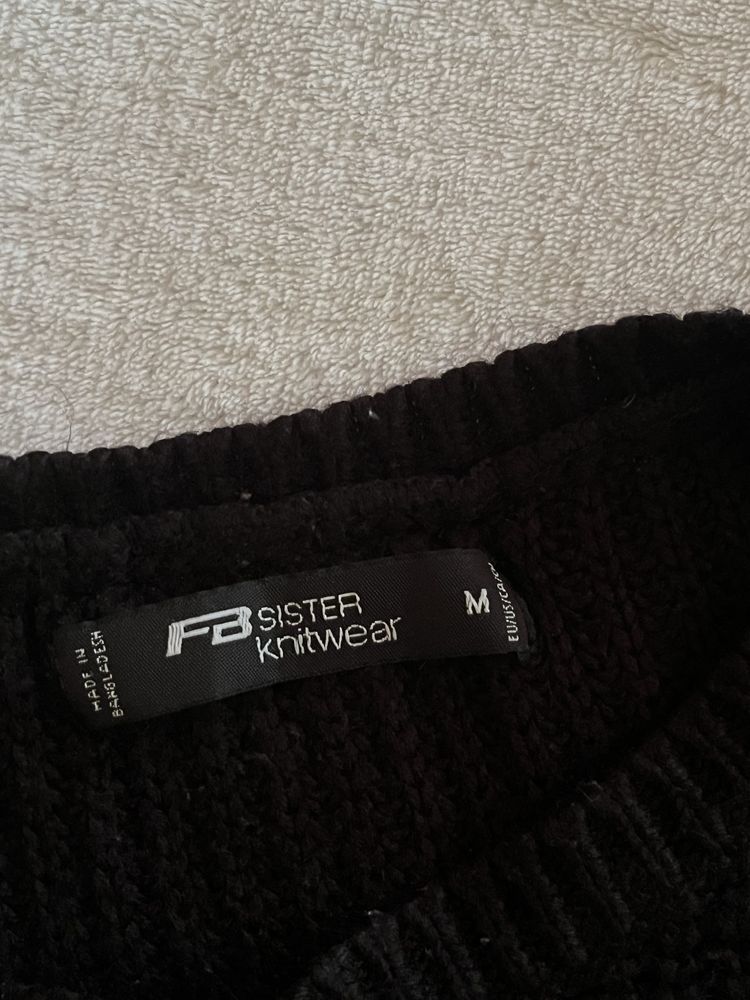 MADE IN
BANGLADESH
FB SISTER
knitwear
M
EU/US/CA/